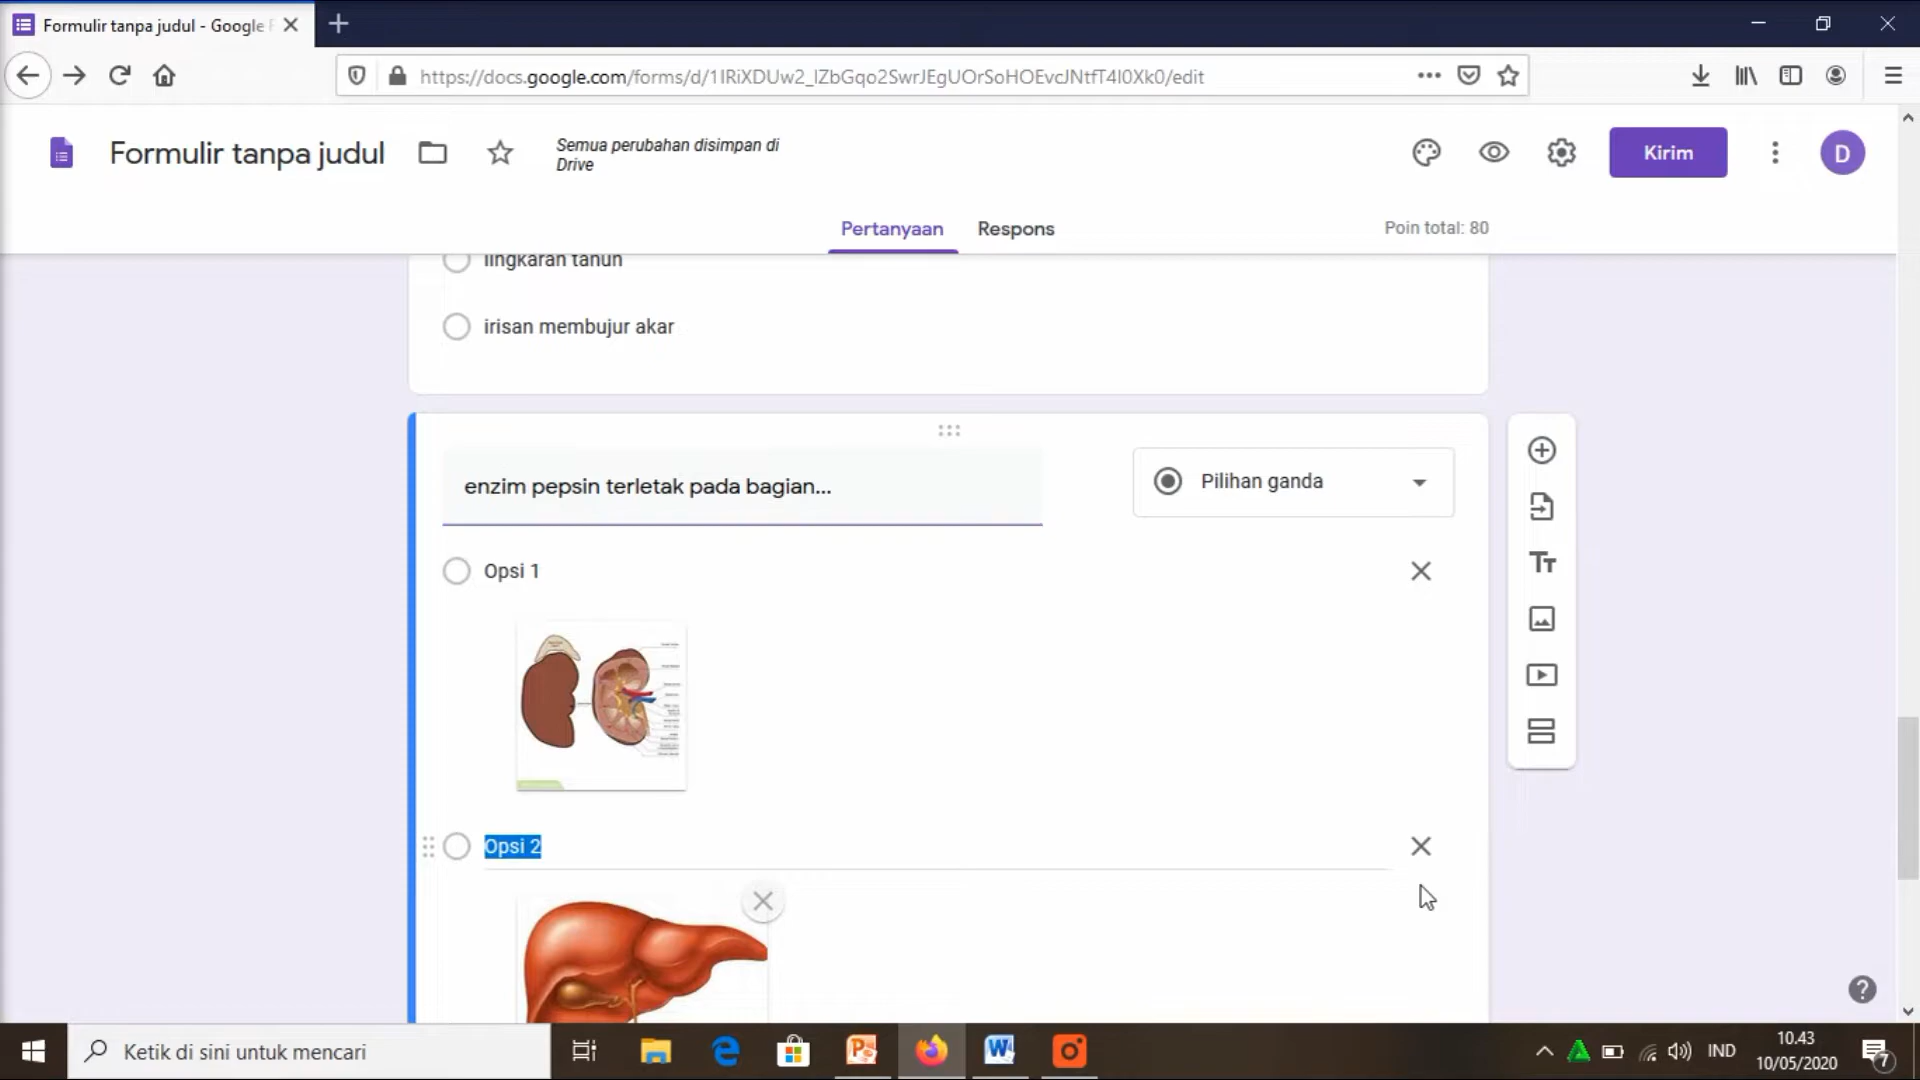 Formulir tanpa judul - Google F
https://docs.google.com/forms/d/1IRiXDUw2_lZbGqo2SwrJEgUOrSoHOEvcJNtfT4I0Xk0/edit
Formulir tanpa judul
Semua perubahan disimpan di
Drive
Kirim
D
Pertanyaan
Respons
Poin total: 80
lingkaran tahun
irisan membujur akar
enzim pepsin terletak pada bagian...
Pilihan ganda
Opsi 1
Opsi 2
Ketik di sini untuk mencari
IND
10.43
10/05/2020
7